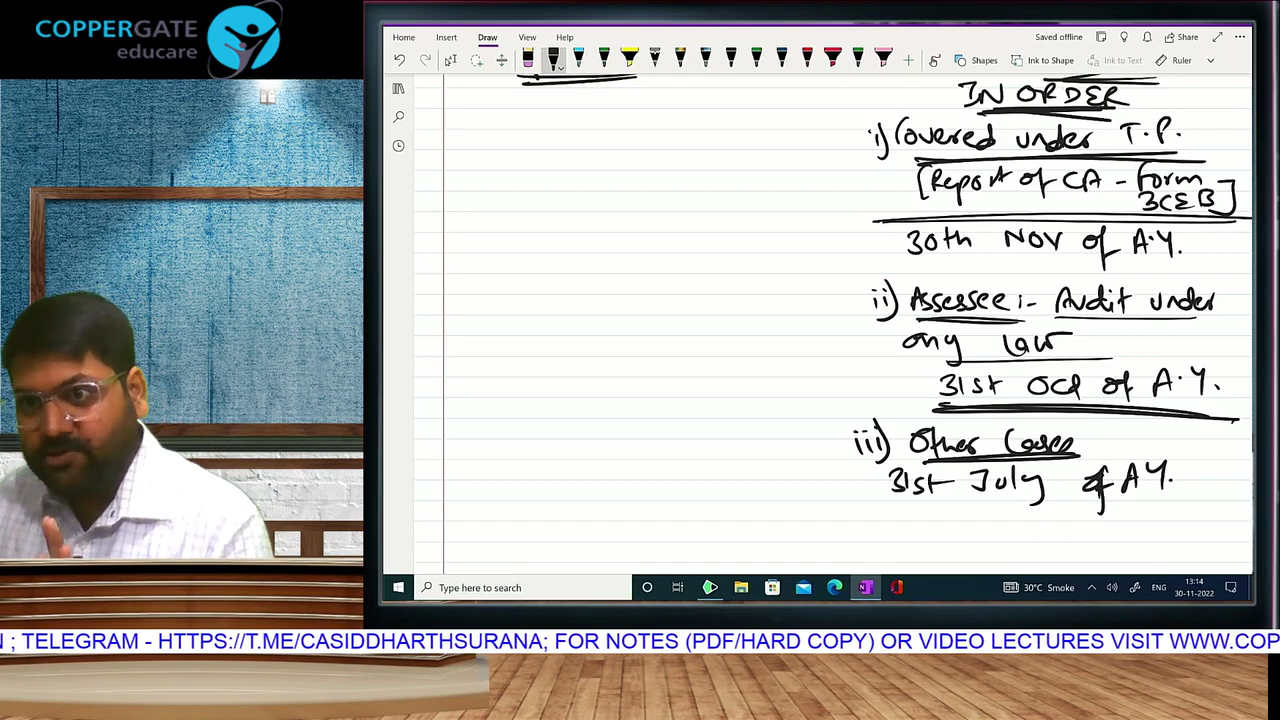 COPPERGATE
educare
Home Insert Draw View Help
Saved offline Share
Shapes Ink to Shape Ink to Text Ruler
IN ORDER
i) Covered under T.P.
[Report of CA - Form
3CEB]
30th NOV of A.Y.
ii) Assessee :- Audit under
any law
31st Oct of A.Y.
iii) Other Cases
31st July of A Y.
Type here to search
30°C Smoke ENG 13:14
30-11-2022
N ; TELEGRAM - HTTPS://T.ME/CASIDDHARTHSURANA; FOR NOTES (PDF/HARD COPY) OR VIDEO LECTURES VISIT WWW.COP